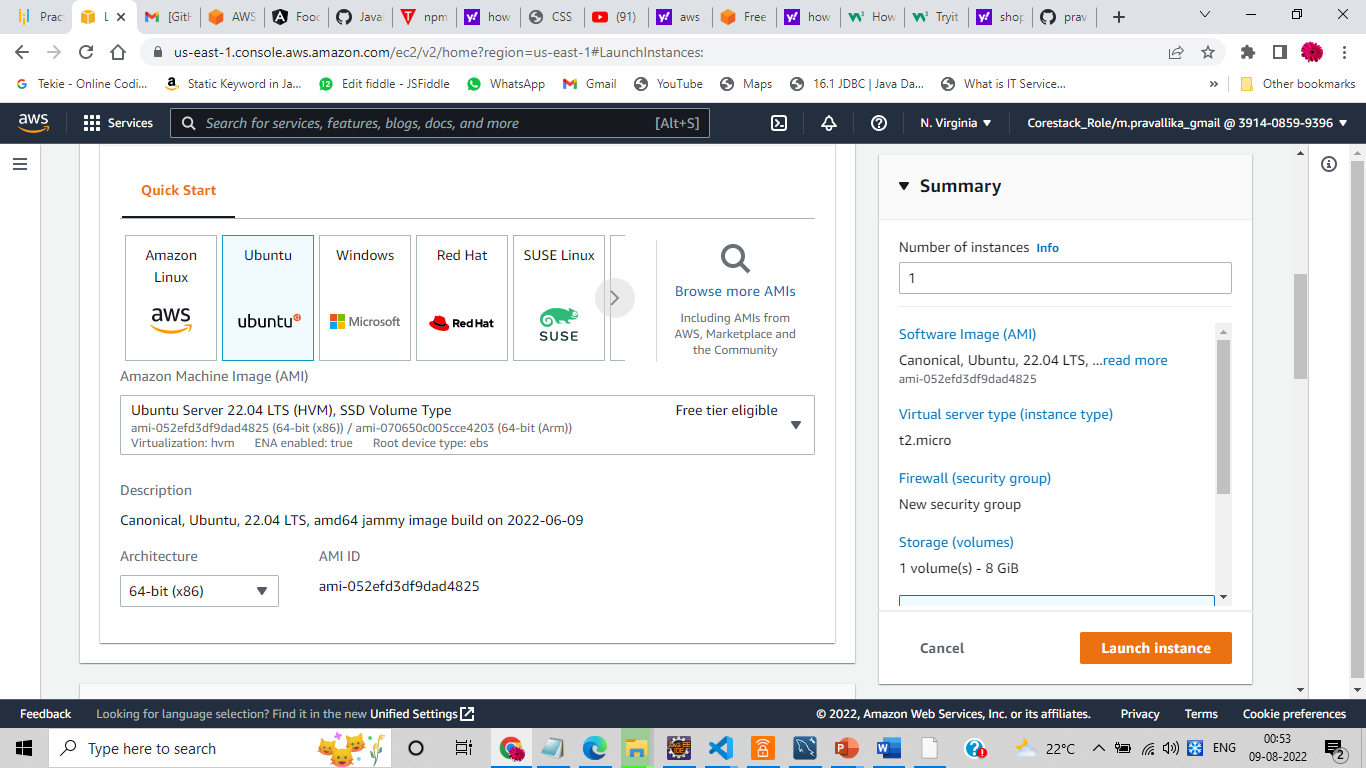 Pract
L
[Gith
AWS
Food
Javal
npm
how
CSS
(91)
aws
Free
how
How
Tryit
shop
prav
us-east-1.console.aws.amazon.com/ec2/v2/home?region=us-east-1#LaunchInstances:
Tekie - Online Codi...
Static Keyword in Ja...
Edit fiddle - JSFiddle
WhatsApp
Gmail
YouTube
Maps
16.1 JDBC | Java Da...
What is IT Service...
»
Other bookmarks
aws
Services
Search for services, features, blogs, docs, and more
[Alt+S]
N. Virginia
Corestack_Role/m.pravallika_gmail @ 3914-0859-9396
Quick Start
Amazon
Linux
aws
Ubuntu
ubuntu
Windows
Microsoft
Red Hat
Red Hat
SUSE Linux
SUSE
Browse more AMIs
Including AMIs from
AWS, Marketplace and
the Community
Amazon Machine Image (AMI)
Ubuntu Server 22.04 LTS (HVM), SSD Volume Type
Free tier eligible
ami-052efd3df9dad4825 (64-bit (x86)) / ami-070650c005cce4203 (64-bit (Arm))
Virtualization: hvm ENA enabled: true Root device type: ebs
Description
Canonical, Ubuntu, 22.04 LTS, amd64 jammy image build on 2022-06-09
Architecture
AMI ID
64-bit (x86)
ami-052efd3df9dad4825
Summary
Number of instances Info
1
Software Image (AMI)
Canonical, Ubuntu, 22.04 LTS, ...read more
ami-052efd3df9dad4825
Virtual server type (instance type)
t2.micro
Firewall (security group)
New security group
Storage (volumes)
1 volume(s) - 8 GiB
Cancel
Launch instance
Feedback
Looking for language selection? Find it in the new Unified Settings
© 2022, Amazon Web Services, Inc. or its affiliates.
Privacy
Terms
Cookie preferences
Type here to search
22°C
ENG
00:53
09-08-2022
2